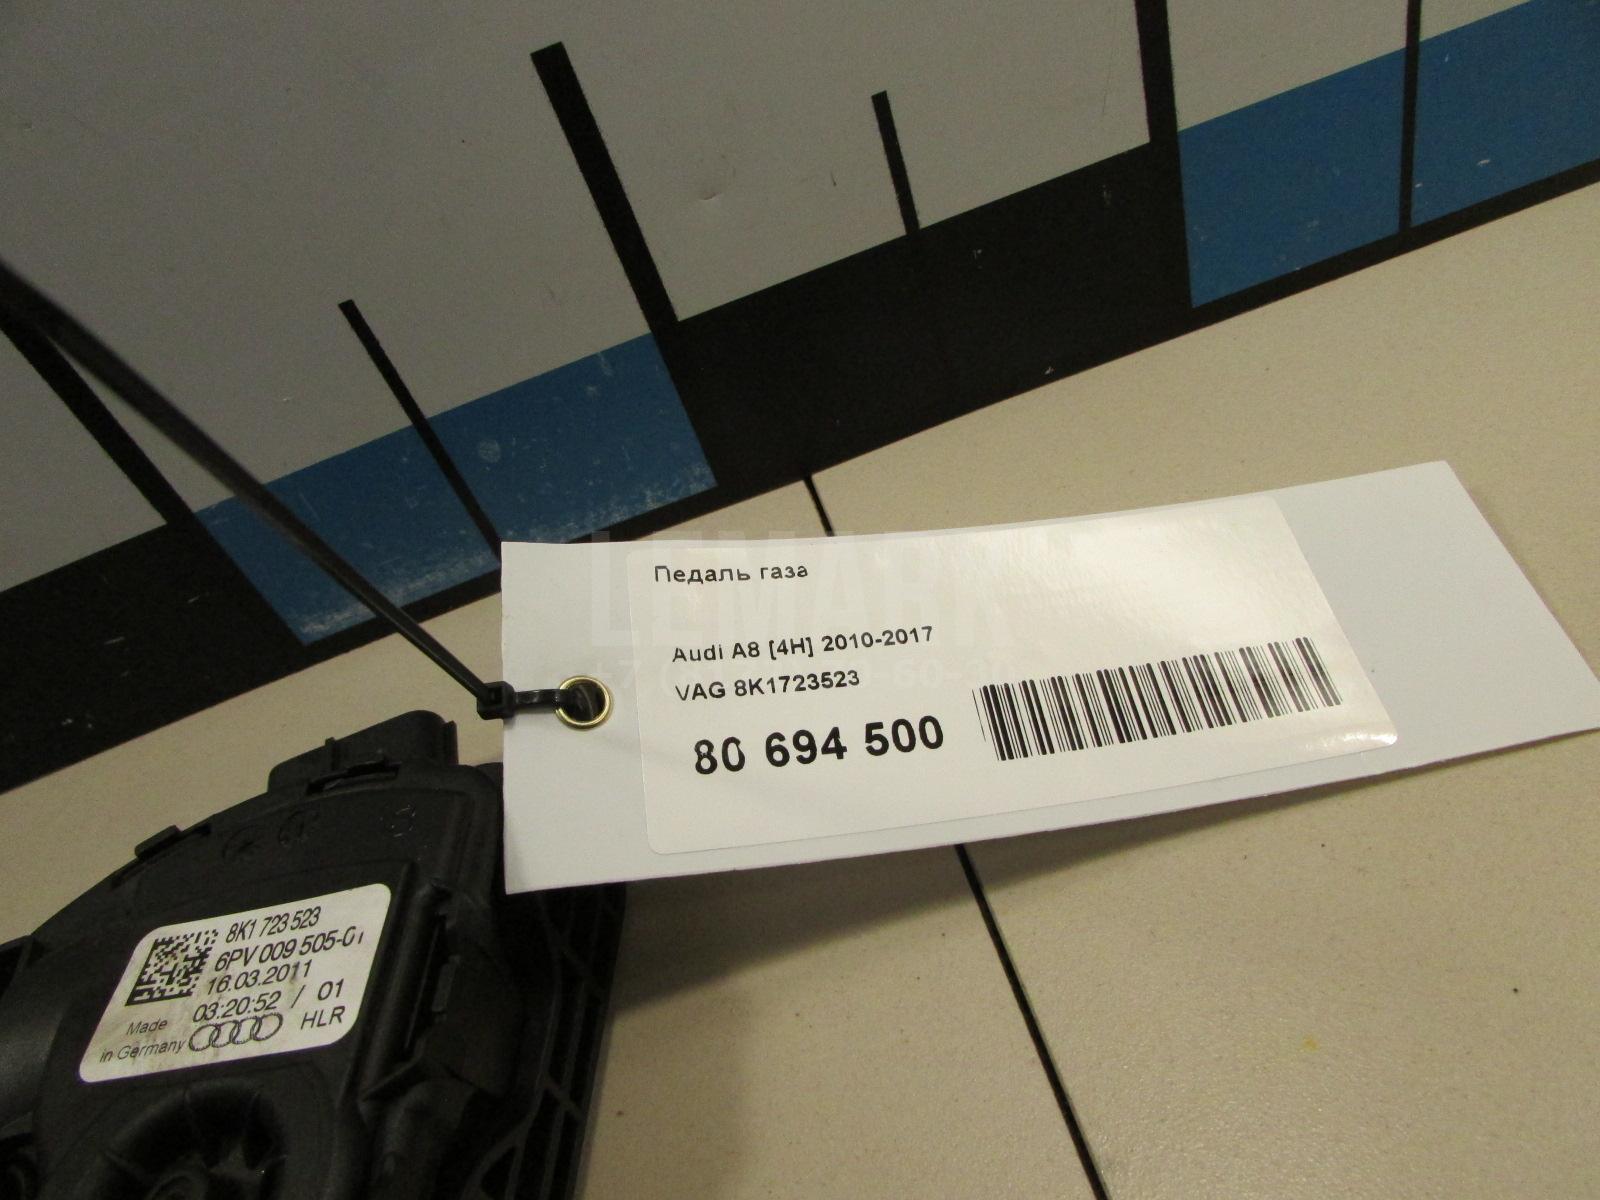 Педаль газа
Audi A8 [4H] 2010-2017
VAG 8K1723523
80 694 500
8K1 723 523
6PV 009 505-01
16.03.2011
03:20:52 / 01
Made
in Germany
HLR
LEMARK